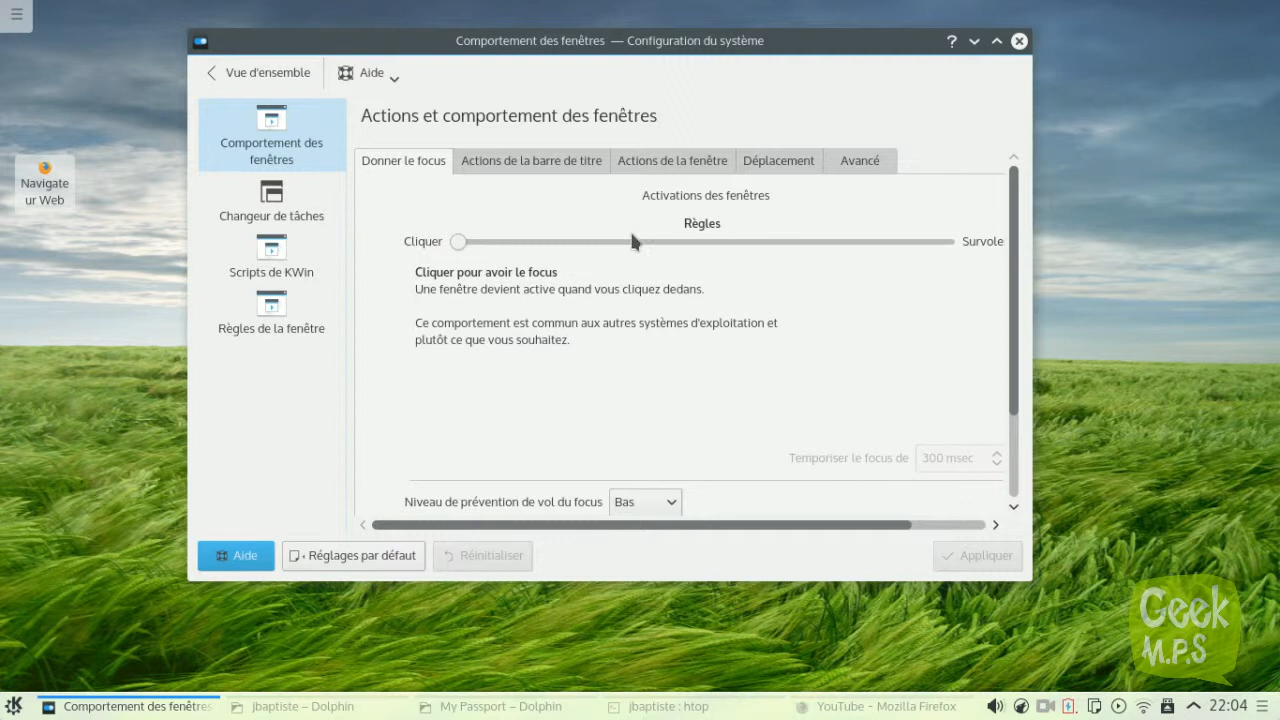 Comportement des fenêtres — Configuration du système
?
Vue d'ensemble
Aide
Comportement des
fenêtres
Changeur de tâches
Scripts de KWin
Règles de la fenêtre
Actions et comportement des fenêtres
Donner le focus
Actions de la barre de titre
Actions de la fenêtre
Déplacement
Avancé
Activations des fenêtres
Règles
Cliquer
Survole
Cliquer pour avoir le focus
Une fenêtre devient active quand vous cliquez dedans.
Ce comportement est commun aux autres systèmes d'exploitation et
plutôt ce que vous souhaitez.
Temporiser le focus de
300 msec
Niveau de prévention de vol du focus
Bas
Aide
Réglages par défaut
Réinitialiser
Appliquer
Navigate
ur Web
Geek
M.P.S
Comportement des fenêtres
jbaptiste – Dolphin
My Passport – Dolphin
jbaptiste : htop
YouTube - Mozilla Firefox
22:04